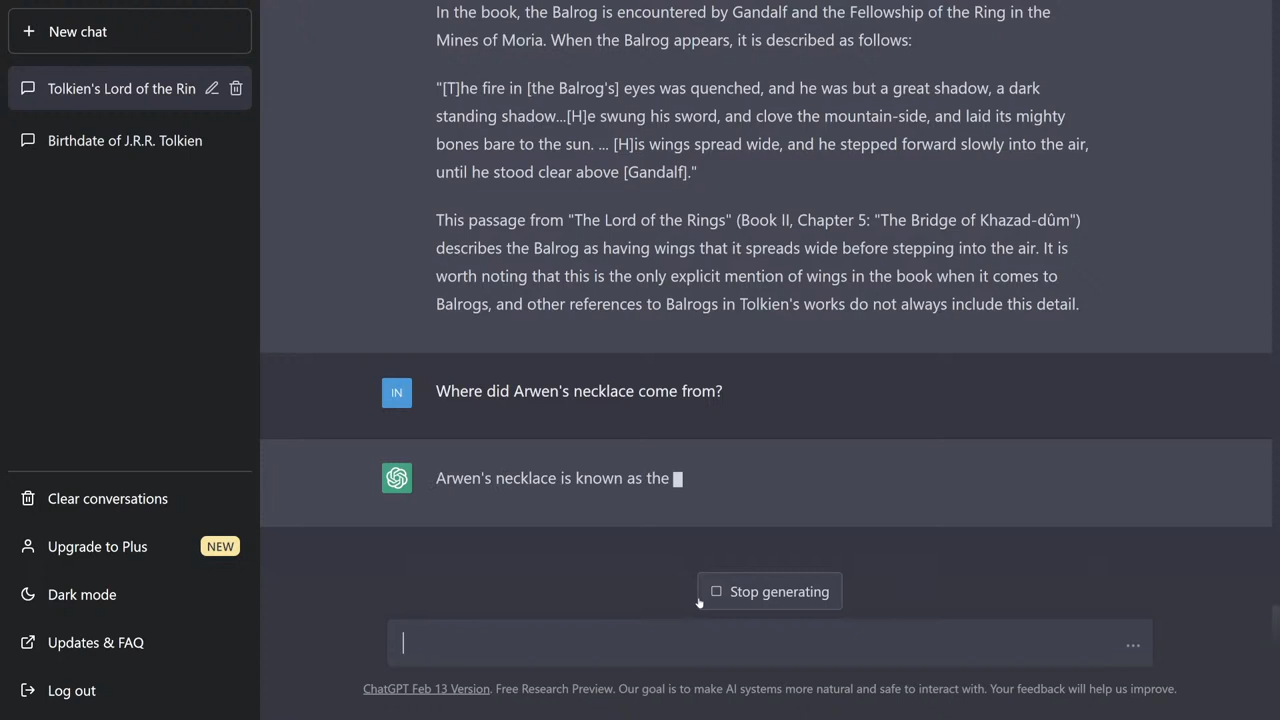 New chat
Tolkien's Lord of the Rin
Birthdate of J.R.R. Tolkien
Clear conversations
Upgrade to Plus NEW
Dark mode
Updates & FAQ
Log out
In the book, the Balrog is encountered by Gandalf and the Fellowship of the Ring in the
Mines of Moria. When the Balrog appears, it is described as follows:
"[T]he fire in [the Balrog's] eyes was quenched, and he was but a great shadow, a dark
standing shadow...[H]e swung his sword, and clove the mountain-side, and laid its mighty
bones bare to the sun. ... [H]is wings spread wide, and he stepped forward slowly into the air,
until he stood clear above [Gandalf]."
This passage from "The Lord of the Rings" (Book II, Chapter 5: "The Bridge of Khazad-dûm")
describes the Balrog as having wings that it spreads wide before stepping into the air. It is
worth noting that this is the only explicit mention of wings in the book when it comes to
Balrogs, and other references to Balrogs in Tolkien's works do not always include this detail.
IN
Where did Arwen's necklace come from?
Arwen's necklace is known as the
Stop generating
...
ChatGPT Feb 13 Version. Free Research Preview. Our goal is to make AI systems more natural and safe to interact with. Your feedback will help us improve.